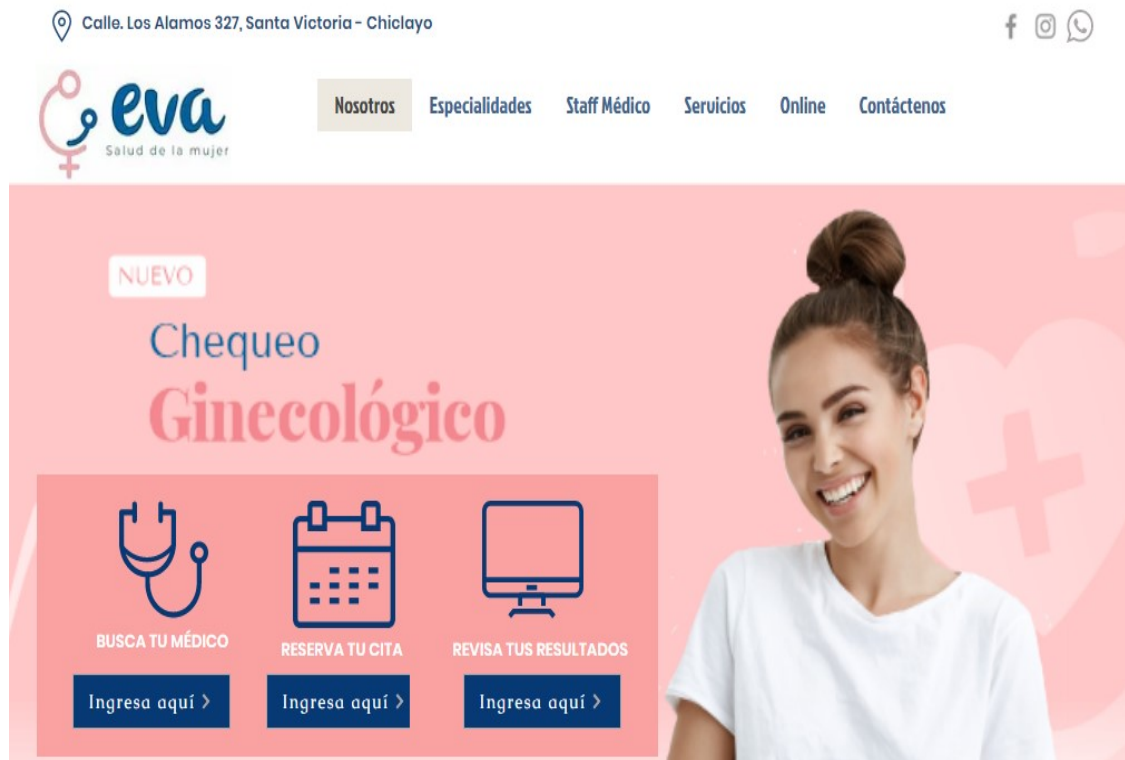 Calle. Los Alamos 327, Santa Victoria - Chiclayo
eva
Salud de la mujer
Nosotros Especialidades Staff Médico Servicios Online Contáctenos
NUEVO
Chequeo
Ginecológico
BUSCA TU MÉDICO RESERVA TU CITA REVISA TUS RESULTADOS
Ingresa aquí > Ingresa aquí > Ingresa aquí >